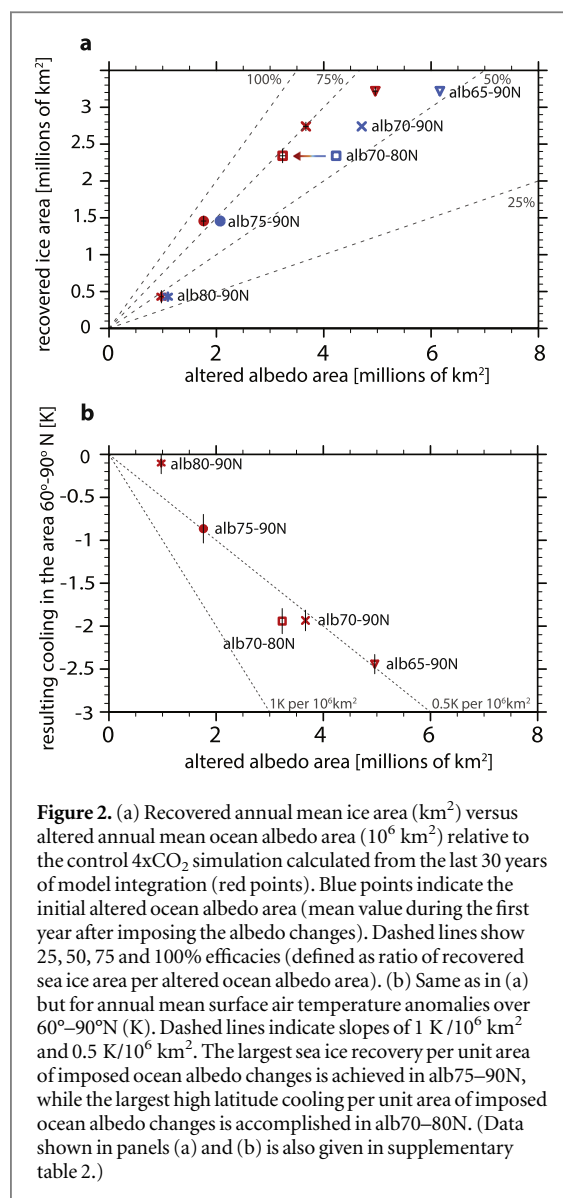 a
recovered ice area [millions of km²]
3
2.5
2
1.5
1
0.5
0
100%
75%
50%
25%
alb65-90N
alb70-90N
alb70-80N
alb75-90N
alb80-90N
0 2 4 6 8
altered albedo area [millions of km²]
b
resulting cooling in the area 60°-90° N [K]
0
-0.5
-1
-1.5
-2
-2.5
-3
alb80-90N
alb75-90N
alb70-90N
alb70-80N
alb65-90N
1K per 10⁶km²
0.5K per 10⁶km²
0 2 4 6 8
altered albedo area [millions of km²]
Figure 2. (a) Recovered annual mean ice area (km²) versus
altered annual mean ocean albedo area (10⁶ km²) relative to
the control 4xCO₂ simulation calculated from the last 30 years
of model integration (red points). Blue points indicate the
initial altered ocean albedo area (mean value during the first
year after imposing the albedo changes). Dashed lines show
25, 50, 75 and 100% efficacies (defined as ratio of recovered
sea ice area per altered ocean albedo area). (b) Same as in (a)
but for annual mean surface air temperature anomalies over
60°–90°N (K). Dashed lines indicate slopes of 1 K /10⁶ km²
and 0.5 K/10⁶ km². The largest sea ice recovery per unit area
of imposed ocean albedo changes is achieved in alb75–90N,
while the largest high latitude cooling per unit area of imposed
ocean albedo changes is accomplished in alb70–80N. (Data
shown in panels (a) and (b) is also given in supplementary
table 2.)